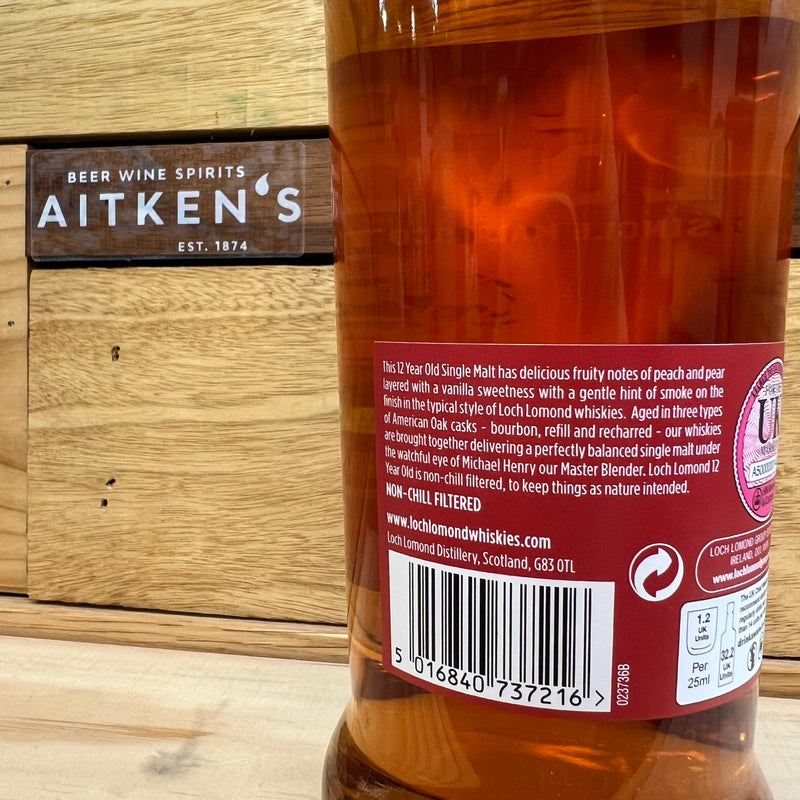 BEER WINE SPIRITS
AITKEN'S
EST. 1874
This 12 Year Old Single Malt has delicious fruity notes of peach and pear
layered with a vanilla sweetness with a gentle hint of smoke on the
finish in the typical style of Loch Lomond whiskies. Aged in three types
of American Oak casks - bourbon, refill and recharred - our whiskies
are brought together delivering a perfectly balanced single malt under
the watchful eye of Michael Henry our Master Blender. Loch Lomond 12
Year Old is non-chill filtered, to keep things as nature intended.
NON-CHILL FILTERED
www.lochlomondwhiskies.com
Loch Lomond Distillery, Scotland, G83 0TL
5 016840 737216 >
023736B
LOCH LOMOND GROUP
IRELAND,
The UK
1.2
UK
Units
32.2
UK
Units
Per
25ml